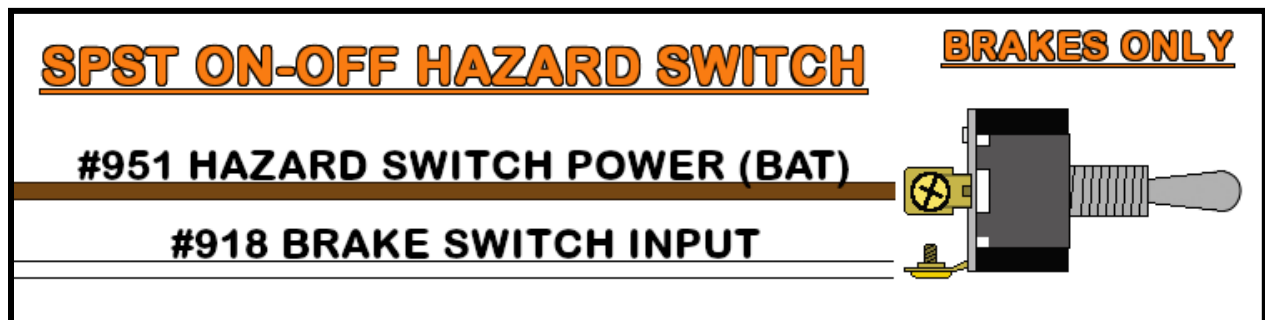 SPST ON-OFF HAZARD SWITCH
BRAKES ONLY
#951 HAZARD SWITCH POWER (BAT)
#918 BRAKE SWITCH INPUT